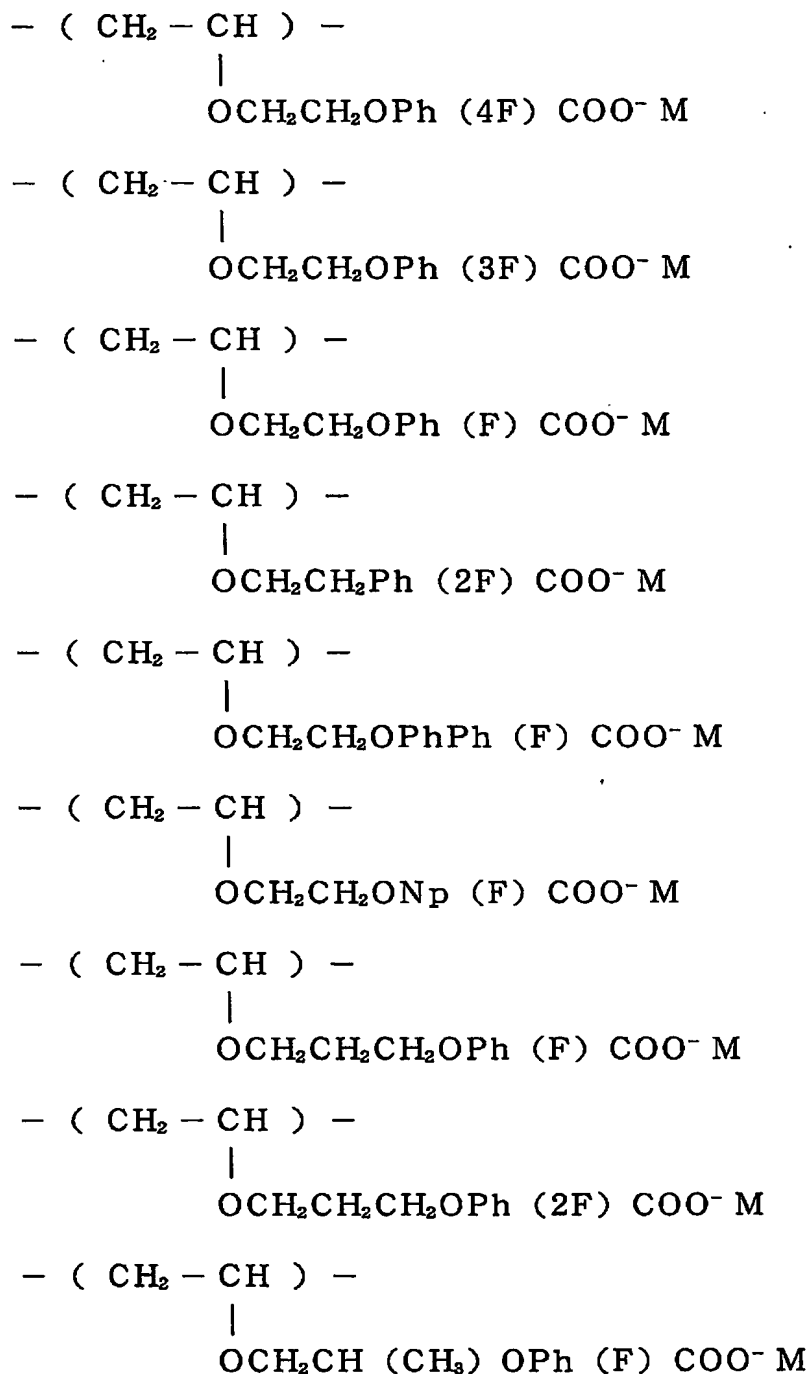 — ( CH₂ — CH ) —
|
OCH₂CH₂OPh (4F) COO⁻ M
— ( CH₂ — CH ) —
|
OCH₂CH₂OPh (3F) COO⁻ M
— ( CH₂ — CH ) —
|
OCH₂CH₂OPh (F) COO⁻ M
— ( CH₂ — CH ) —
|
OCH₂CH₂Ph (2F) COO⁻ M
— ( CH₂ — CH ) —
|
OCH₂CH₂OPhPh (F) COO⁻ M
— ( CH₂ — CH ) —
|
OCH₂CH₂ONp (F) COO⁻ M
— ( CH₂ — CH ) —
|
OCH₂CH₂CH₂OPh (F) COO⁻ M
— ( CH₂ — CH ) —
|
OCH₂CH₂CH₂OPh (2F) COO⁻ M
— ( CH₂ — CH ) —
|
OCH₂CH (CH₃) OPh (F) COO⁻ M